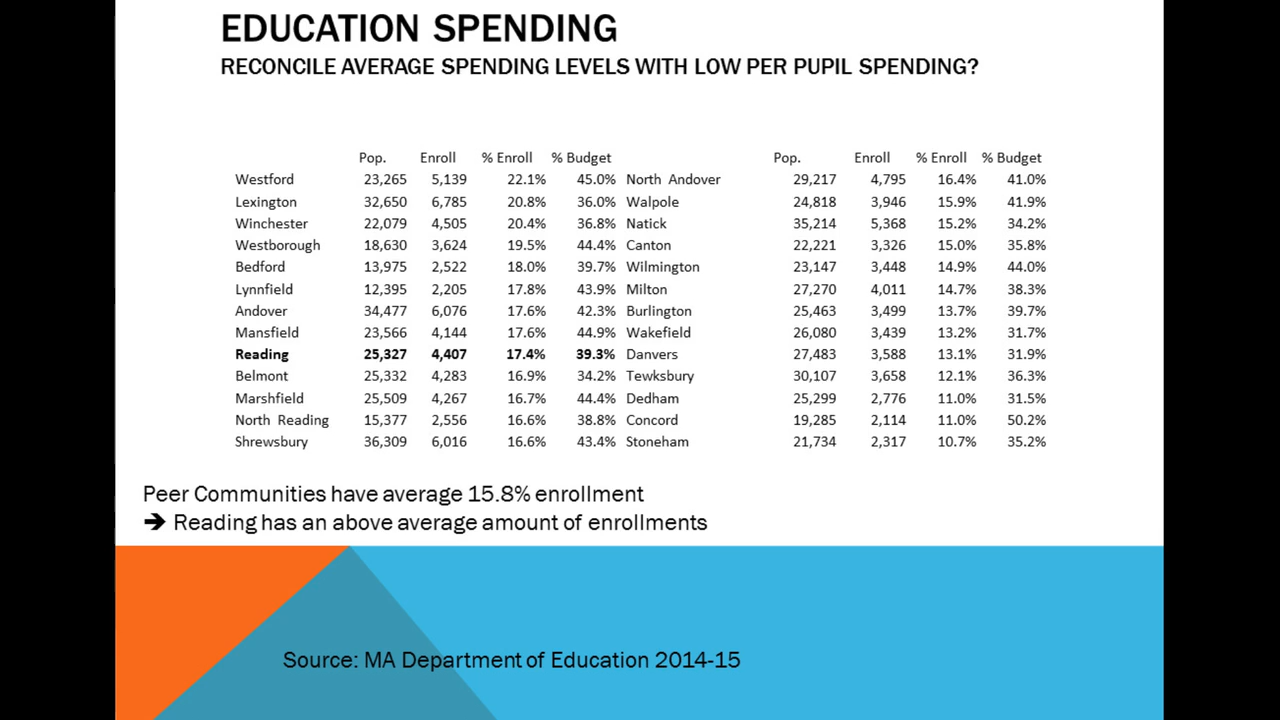 EDUCATION SPENDING
RECONCILE AVERAGE SPENDING LEVELS WITH LOW PER PUPIL SPENDING?
Pop. Enroll % Enroll % Budget Pop. Enroll % Enroll % Budget
Westford 23,265 5,139 22.1% 45.0% North Andover 29,217 4,795 16.4% 41.0%
Lexington 32,650 6,785 20.8% 36.0% Walpole 24,818 3,946 15.9% 41.9%
Winchester 22,079 4,505 20.4% 36.8% Natick 35,214 5,368 15.2% 34.2%
Westborough 18,630 3,624 19.5% 44.4% Canton 22,221 3,326 15.0% 35.8%
Bedford 13,975 2,522 18.0% 39.7% Wilmington 23,147 3,448 14.9% 44.0%
Lynnfield 12,395 2,205 17.8% 43.9% Milton 27,270 4,011 14.7% 38.3%
Andover 34,477 6,076 17.6% 42.3% Burlington 25,463 3,499 13.7% 39.7%
Mansfield 23,566 4,144 17.6% 44.9% Wakefield 26,080 3,439 13.2% 31.7%
Reading 25,327 4,407 17.4% 39.3% Danvers 27,483 3,588 13.1% 31.9%
Belmont 25,332 4,283 16.9% 34.2% Tewksbury 30,107 3,658 12.1% 36.3%
Marshfield 25,509 4,267 16.7% 44.4% Dedham 25,299 2,776 11.0% 31.5%
North Reading 15,377 2,556 16.6% 38.8% Concord 19,285 2,114 11.0% 50.2%
Shrewsbury 36,309 6,016 16.6% 43.4% Stoneham 21,734 2,317 10.7% 35.2%
Peer Communities have average 15.8% enrollment
➔ Reading has an above average amount of enrollments
Source: MA Department of Education 2014-15